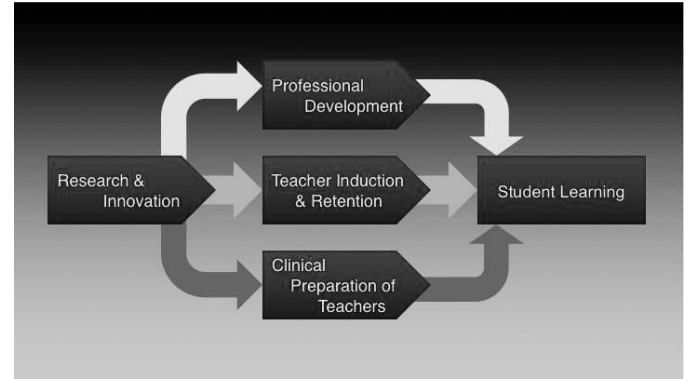 Professional
Development
Research &
Innovation
Teacher Induction
& Retention
Student Learning
Clinical
Preparation of
Teachers